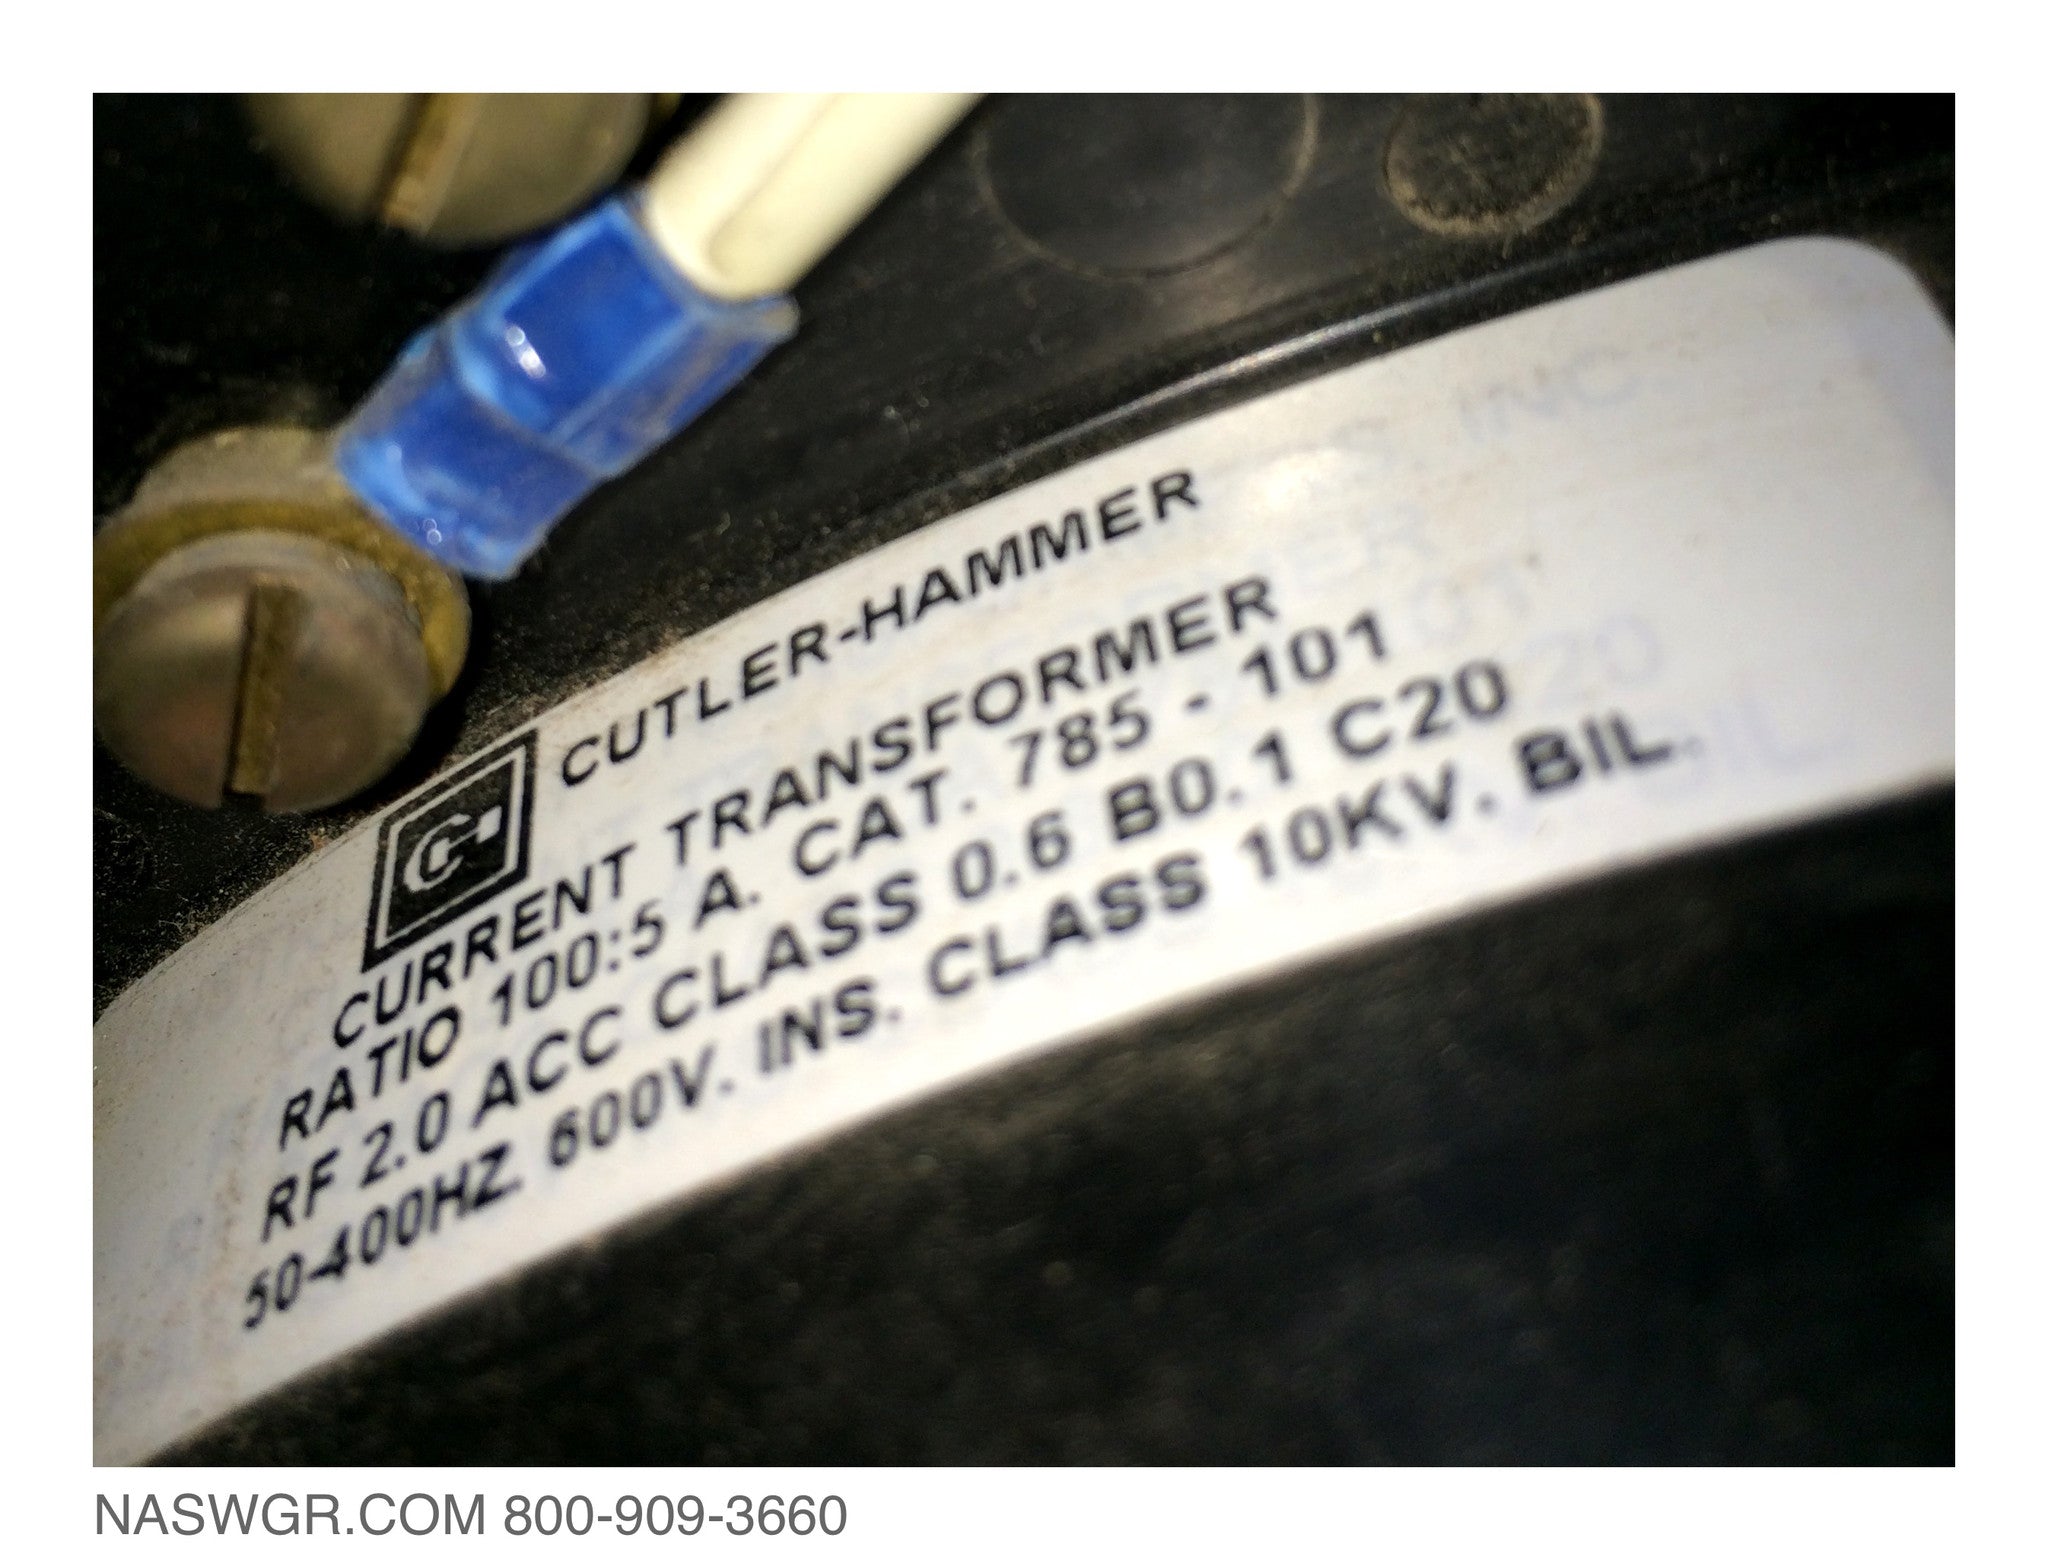 CUTLER-HAMMER
CURRENT TRANSFORMER
RATIO 100:5 A. CAT. 785 - 101
RF 2.0 ACC CLASS 0.6 B0.1 C20
50-400HZ. 600V. INS. CLASS 10KV. BIL.
NASWGR.COM 800-909-3660